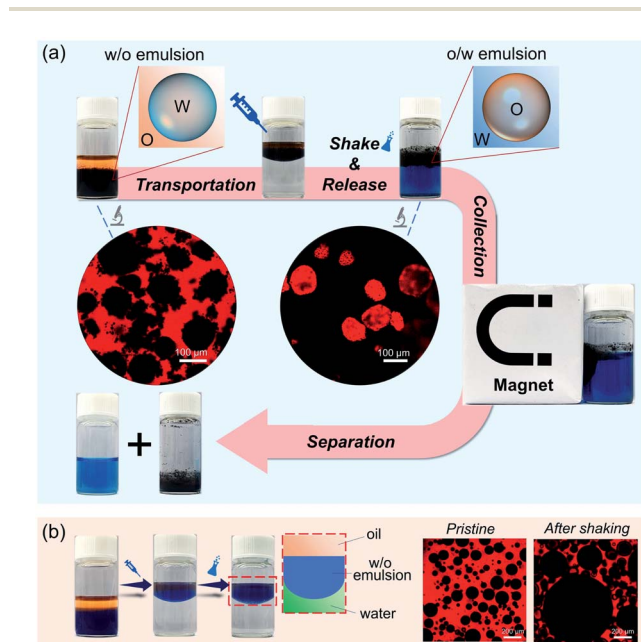 (a)
w/o emulsion
o/w emulsion
W
O
O
W
Shake
&
Transportation
Release
Collection
100 μm
100 μm
Magnet
+
Separation
(b)
oil
w/o
emulsion
water
Pristine
After shaking
200 μm
200 μm